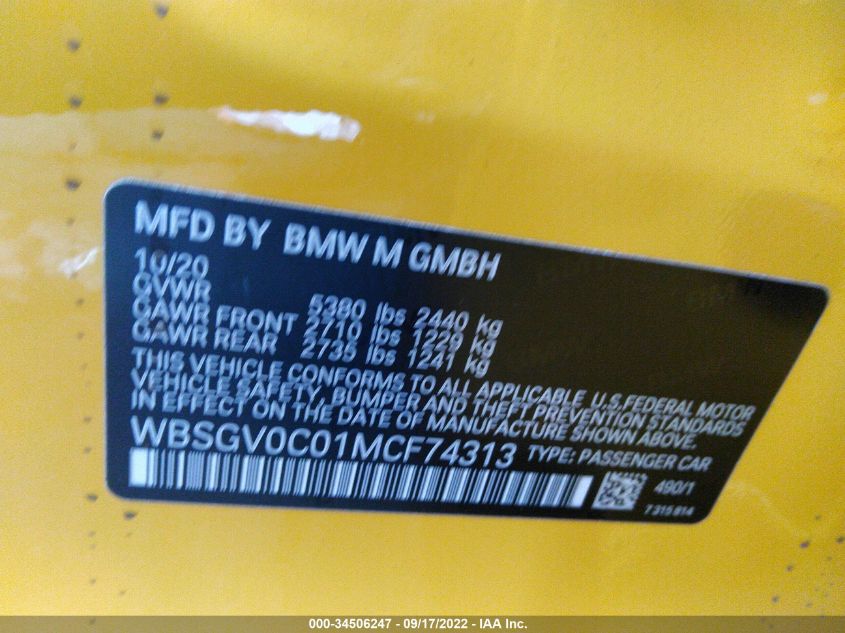 MFD BY BMW M GMBH
10/20
GVWR 5380 lbs 2440 kg
GAWR FRONT 2710 lbs 1229 kg
GAWR REAR 2735 lbs 1241 kg
THIS VEHICLE CONFORMS TO ALL APPLICABLE U.S.FEDERAL MOTOR
VEHICLE SAFETY, BUMPER AND THEFT PREVENTION STANDARDS
IN EFFECT ON THE DATE OF MANUFACTURE SHOWN ABOVE.
WBSGV0C01MCF74313 TYPE: PASSENGER CAR
490/1
7 315 814
000-34506247 - 09/17/2022 - IAA Inc.